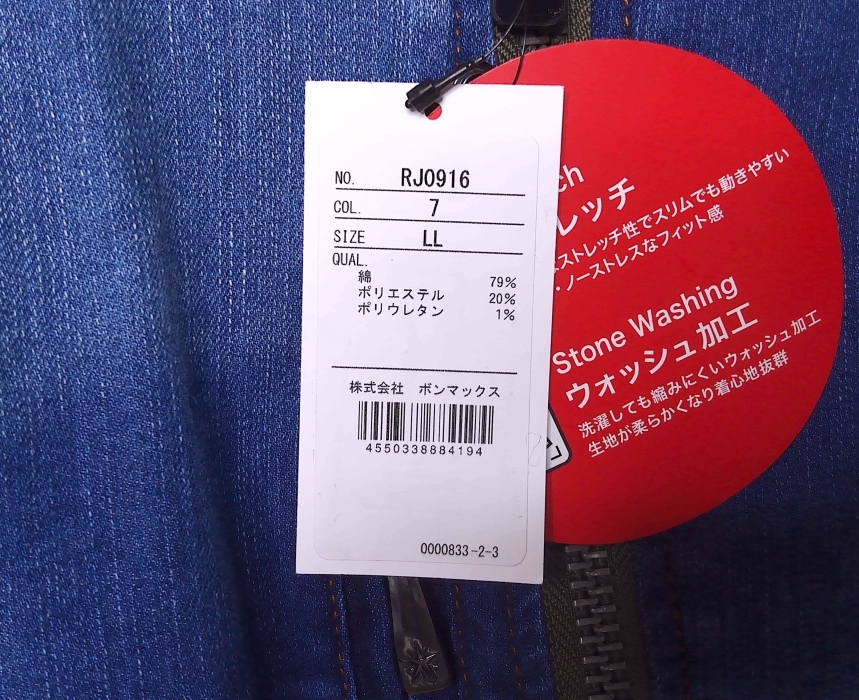 NO. RJ0916
COL. 7
SIZE LL
QUAL.
綿 79%
ポリエステル 20%
ポリウレタン 1%
株式会社 ボンマックス
4550338884194
0000833-2-3
ch
レッチ
ストレッチ性でスリムでも動きやすい
・ノーストレスなフィット感
Stone Washing
ウォッシュ加工
洗濯しても縮みにくいウォッシュ加工
生地が柔らかくなり着心地抜群